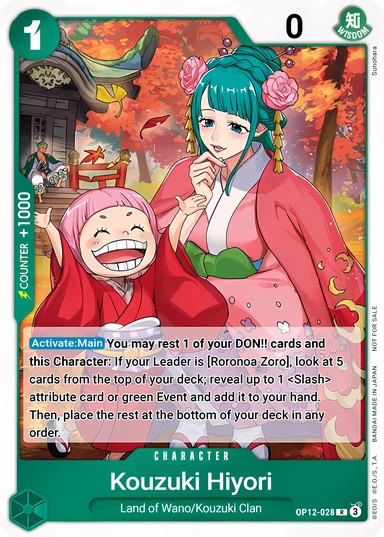 1
0
知
WISDOM
Sunohara
COUNTER +1000
Activate:Main You may rest 1 of your DON!! cards and
this Character: If your Leader is [Roronoa Zoro], look at 5
cards from the top of your deck; reveal up to 1 <Slash>
attribute card or green Event and add it to your hand.
Then, place the rest at the bottom of your deck in any
order.
©E.O/S ©E.O./S.,T.A. BANDAI MADE IN JAPAN NOT FOR SALE
CHARACTER
Kouzuki Hiyori
Land of Wano/Kouzuki Clan
OP12-028 R 3